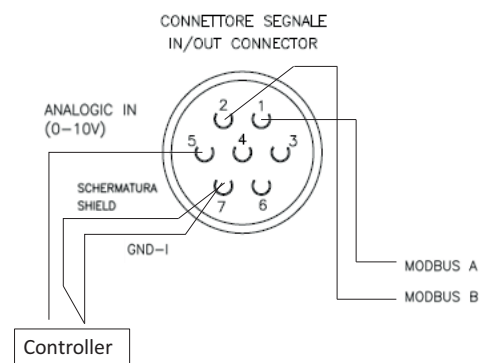 CONNETTORE SEGNALE
IN/OUT CONNECTOR
ANALOGIC IN
(0-10V)
2
1
5
4
3
SCHERMATURA
SHIELD
7
6
GND-I
MODBUS A
MODBUS B
Controller